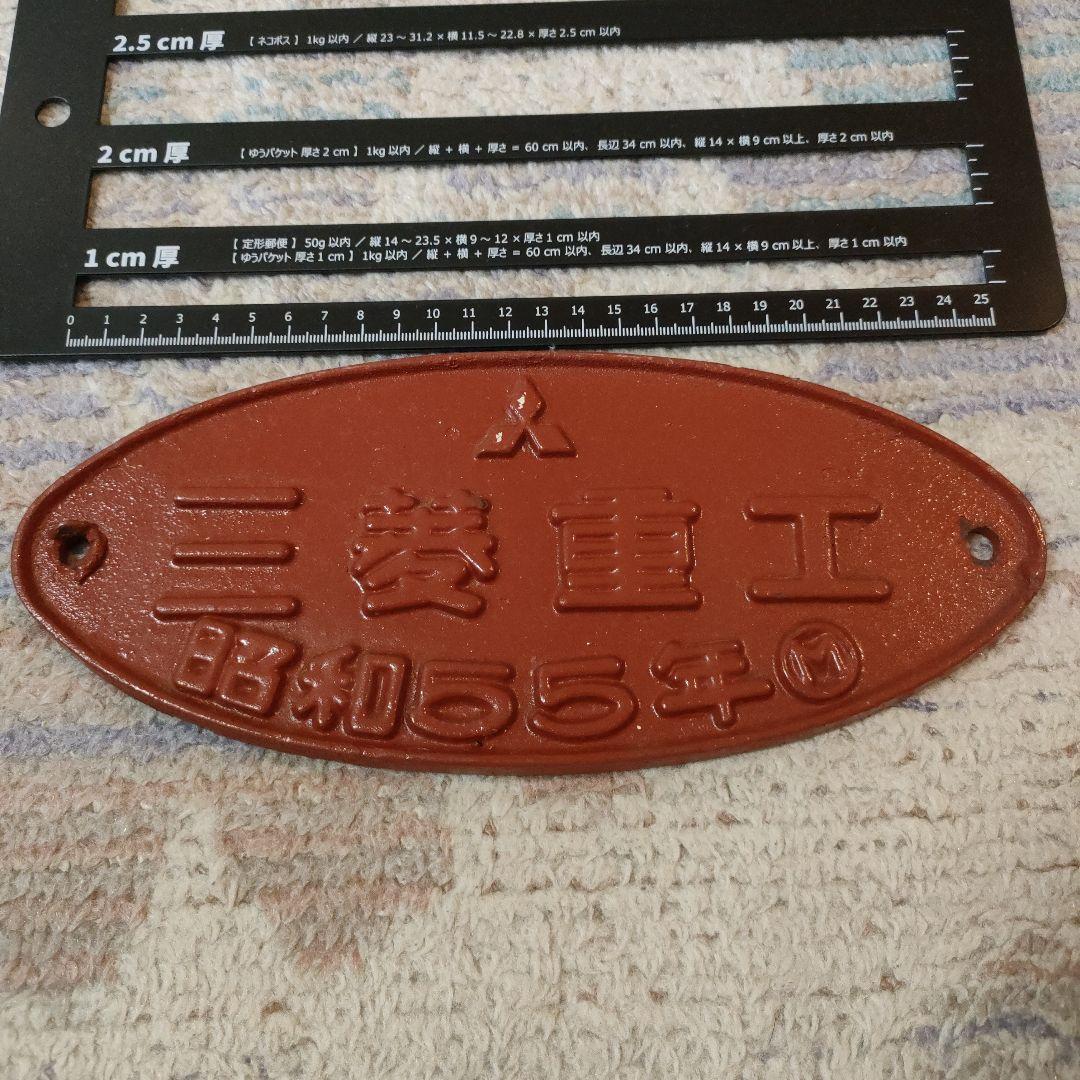 2.5 cm 厚 【 ネコポス 】 1kg 以内 ／ 縦 23 ～ 31.2 × 横 11.5 ～ 22.8 × 厚さ 2.5 cm 以内
2 cm 厚 【 ゆうパケット 厚さ 2 cm 】 1kg 以内 ／ 縦 + 横 + 厚さ = 60 cm 以内、長辺 34 cm 以内、縦 14 × 横 9 cm 以上、厚さ 2 cm 以内
【 定形郵便 】 50g 以内 ／ 縦 14 ～ 23.5 × 横 9 ～ 12 × 厚さ 1 cm 以内
1 cm 厚 【 ゆうパケット 厚さ 1 cm 】 1kg 以内 ／ 縦 + 横 + 厚さ = 60 cm 以内、長辺 34 cm 以内、縦 14 × 横 9 cm 以上、厚さ 1 cm 以内
0 1 2 3 4 5 6 7 8 9 10 11 12 13 14 15 16 17 18 19 20 21 22 23 24 25
三菱重工
昭和55年Ⓜ